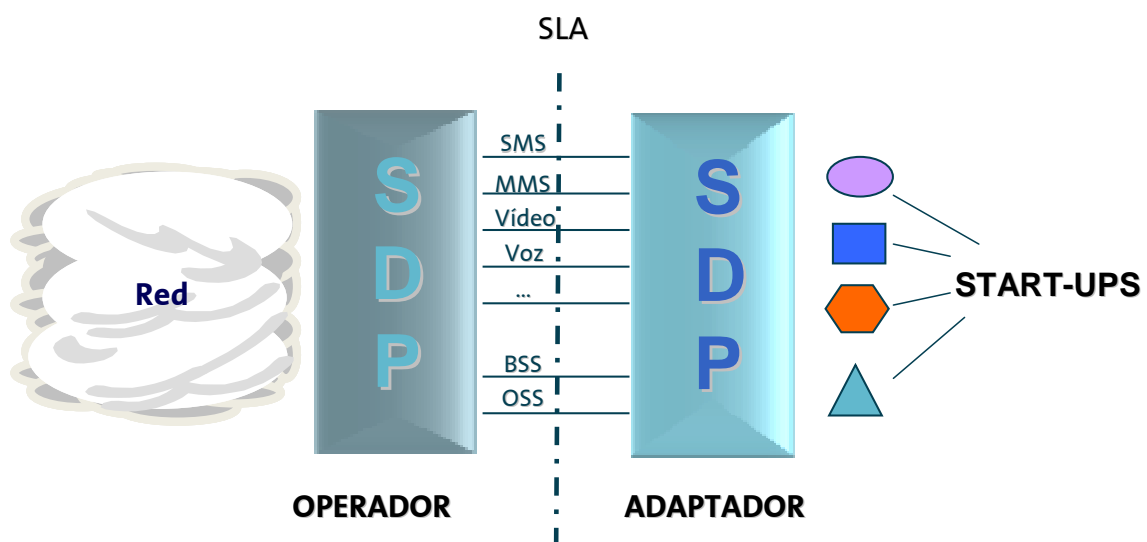 SLA
Red
S
D
P
SMS
MMS
Vídeo
Voz
...
BSS
OSS
S
D
P
START-UPS
OPERADOR
ADAPTADOR